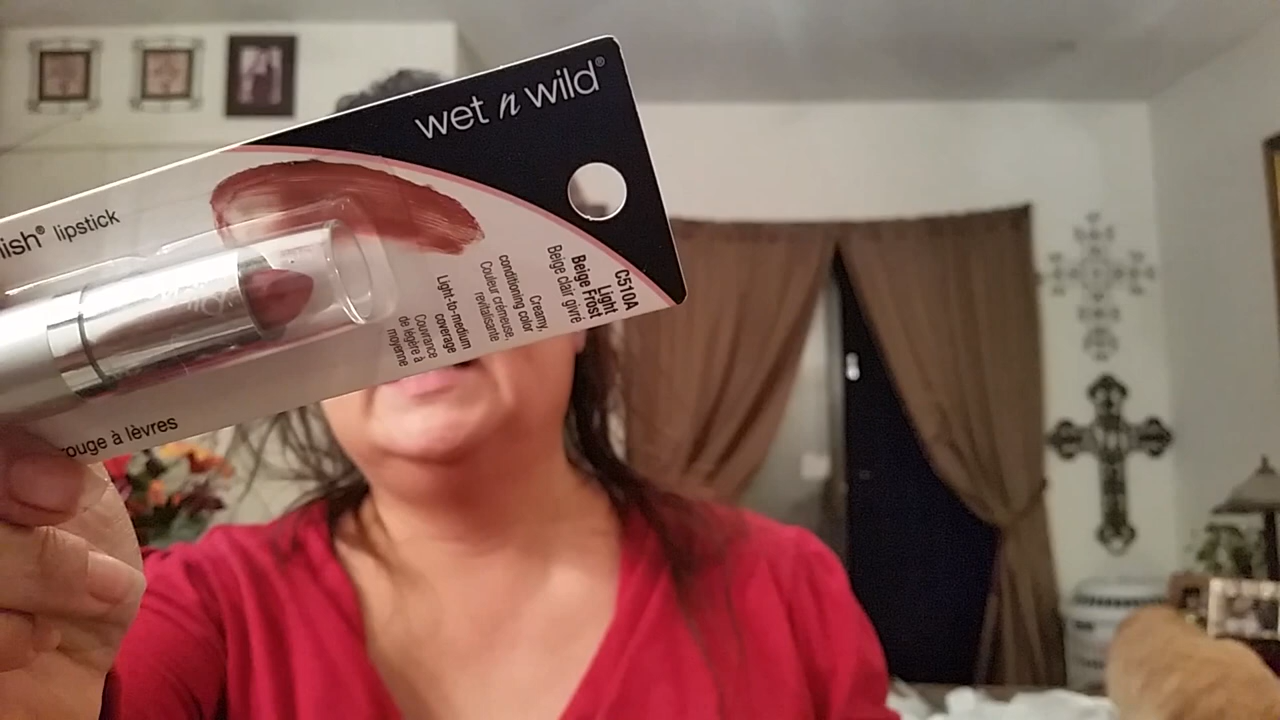 wet n wild®
lish® lipstick
C510A
Light
Beige Frost
Beige clair givré
Creamy,
conditioning color
Couleur crémeuse,
revitalisante
Light-to-medium
coverage
Couvrance
de légère à
moyenne
rouge à lèvres